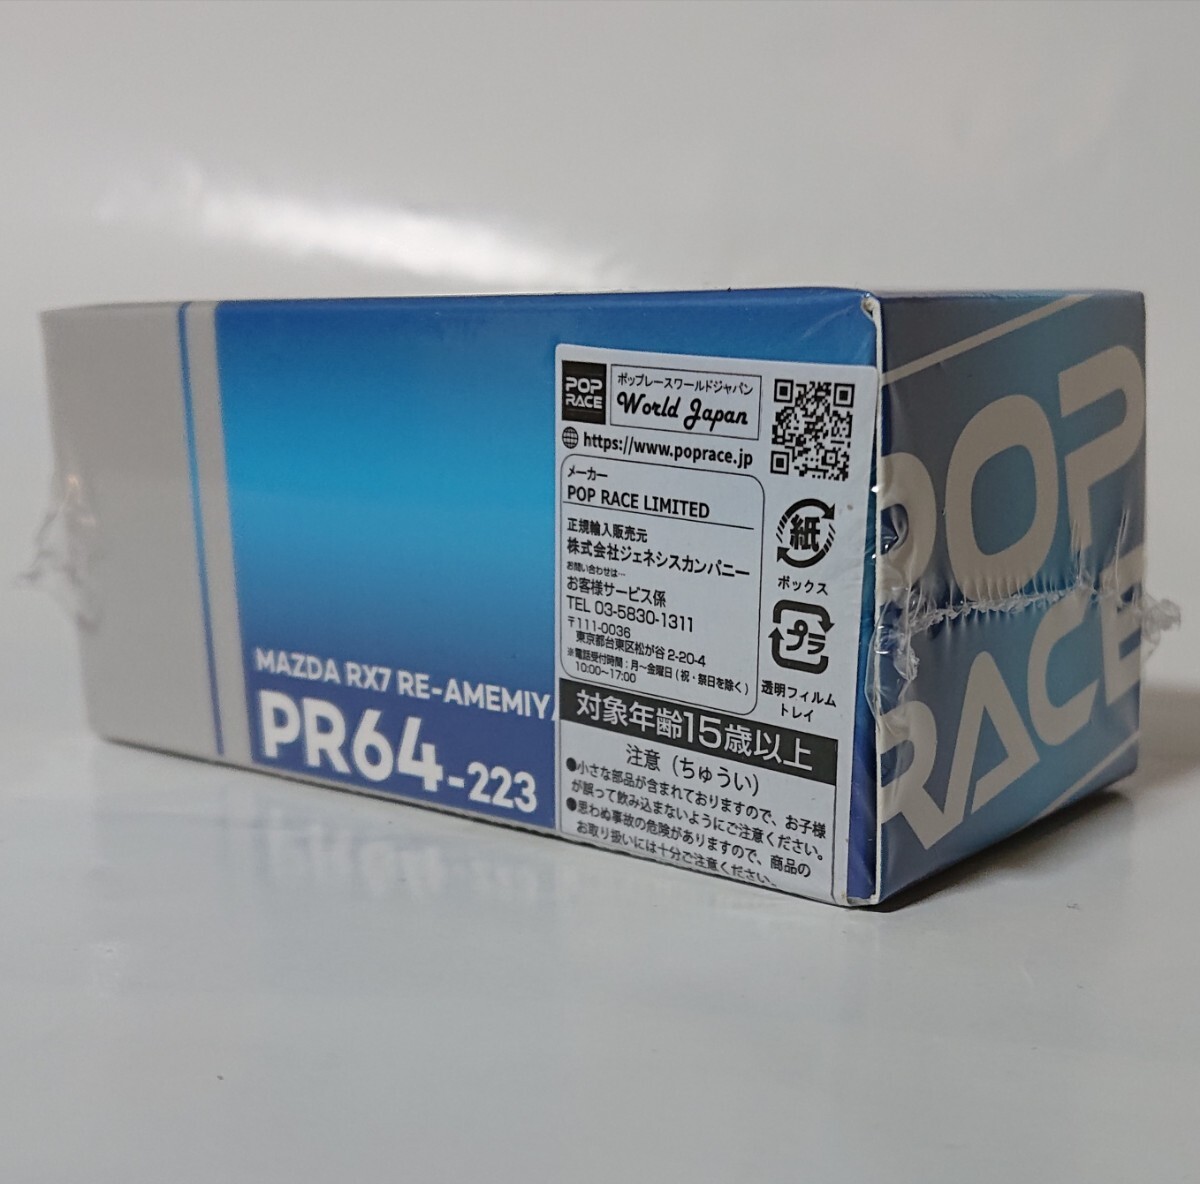 MAZDA RX7 RE-AMEMIYA
PR64-223
POP
RACE
ポップレースワールドジャパン
World Japan
https://www.poprace.jp
メーカー
POP RACE LIMITED
正規輸入販売元
株式会社ジェネシスカンパニー
お問い合わせは…
お客様サービス係
TEL 03-5830-1311
〒111-0036
東京都台東区松が谷 2-20-4
※電話受付時間:月~金曜日(祝・祭日を除く)
10:00~17:00
紙
ボックス
プラ
透明フィルム
トレイ
対象年齢15歳以上
注意(ちゅうい)
●小さな部品が含まれておりますので、お子様
が誤って飲み込まないようにご注意ください。
●思わぬ事故の危険がありますので、商品の
お取り扱いには十分ご注意ください。
POP
RACE